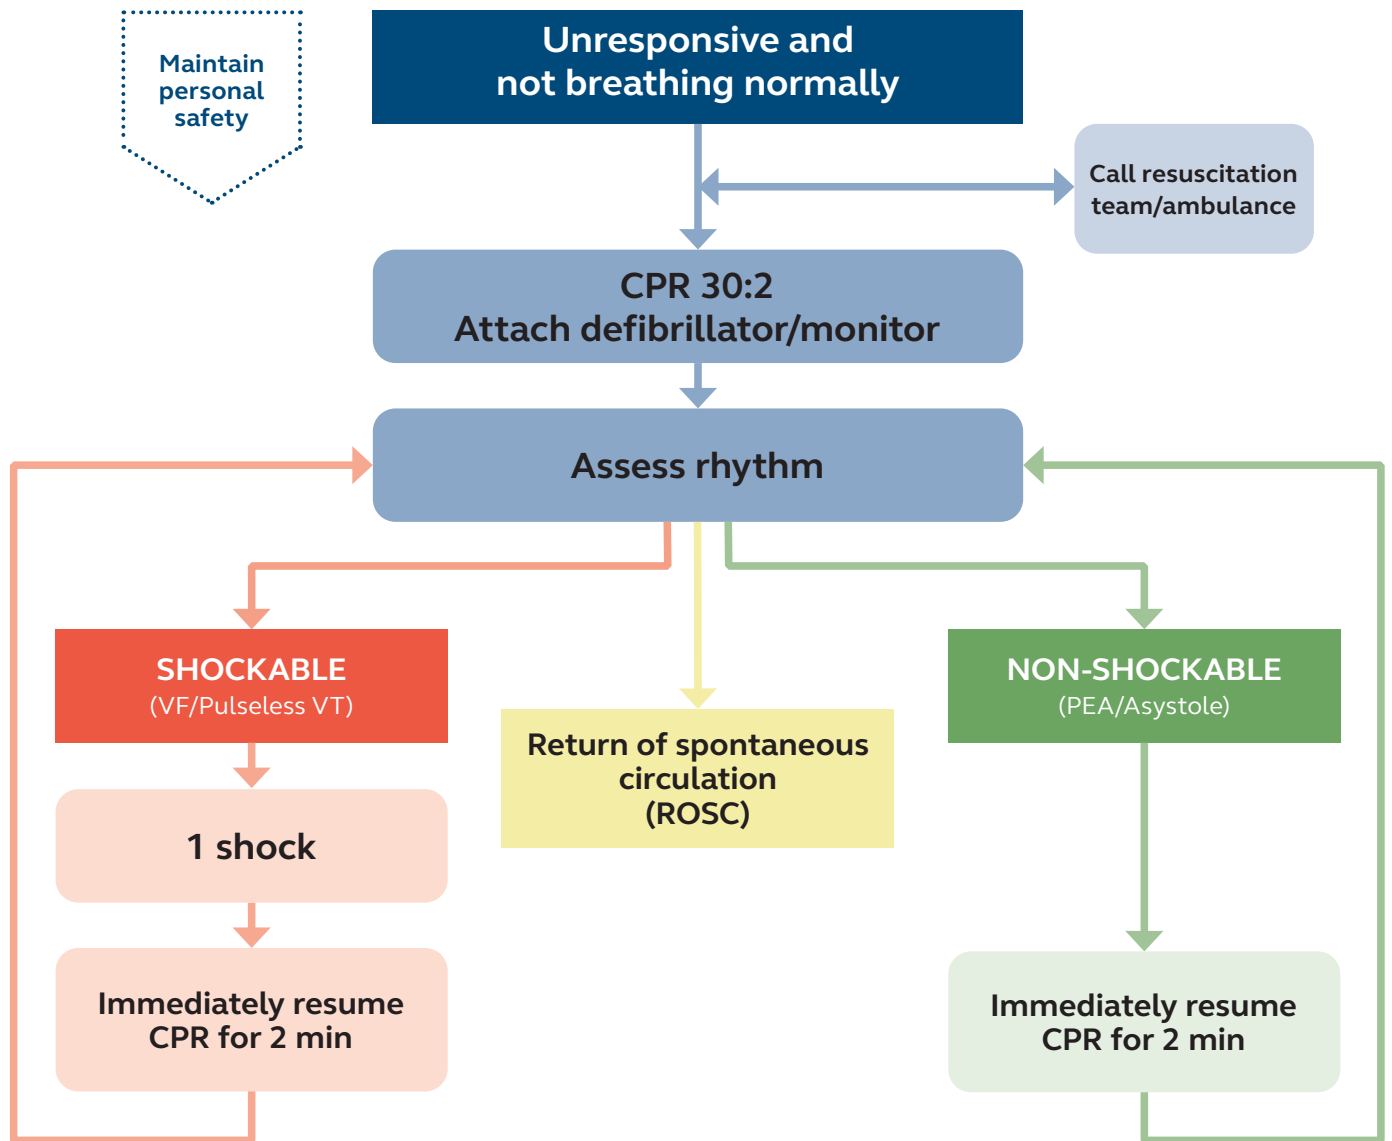 Maintain
personal
safety
Unresponsive and
not breathing normally
Call resuscitation
team/ambulance
CPR 30:2
Attach defibrillator/monitor
Assess rhythm
SHOCKABLE
(VF/Pulseless VT)
1 shock
Immediately resume
CPR for 2 min
Return of spontaneous
circulation
(ROSC)
NON-SHOCKABLE
(PEA/Asystole)
Immediately resume
CPR for 2 min